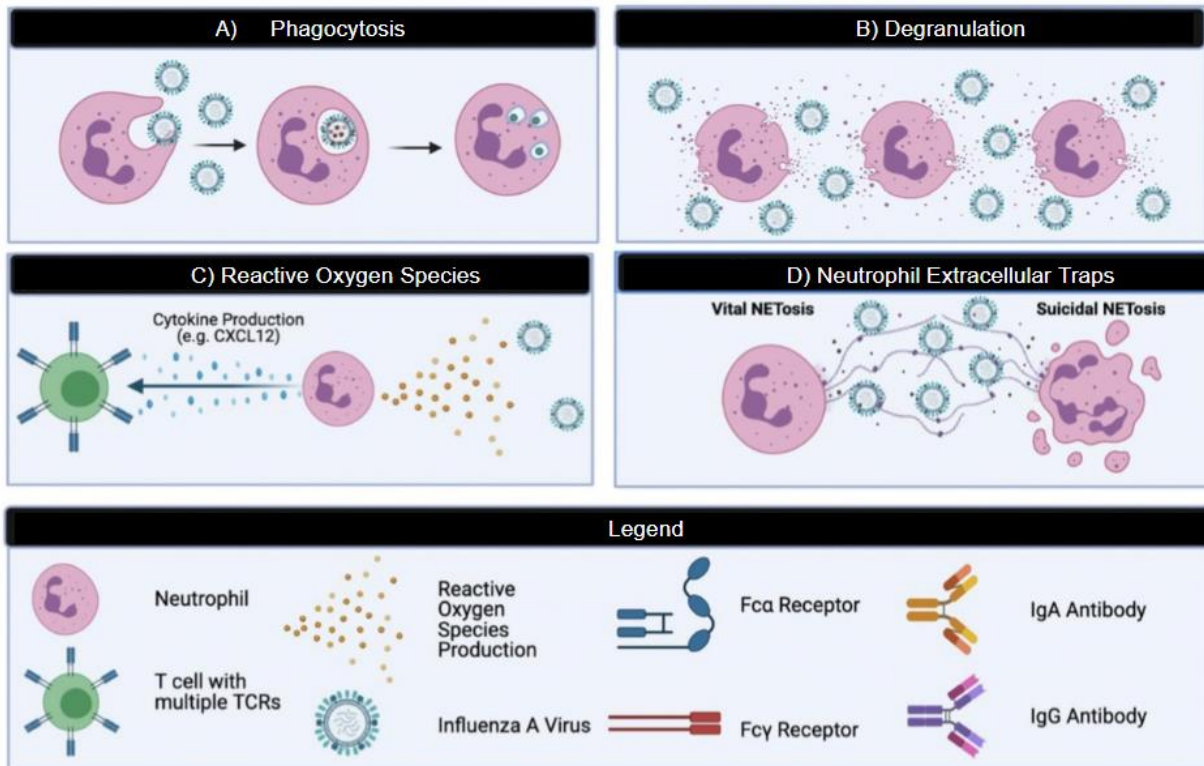 A) Phagocytosis
B) Degranulation
C) Reactive Oxygen Species
Cytokine Production
(e.g. CXCL12)
D) Neutrophil Extracellular Traps
Vital NETosis
Suicidal NETosis
Legend
Neutrophil
T cell with
multiple TCRs
Reactive
Oxygen
Species
Production
Influenza A Virus
Fcα Receptor
Fcγ Receptor
IgA Antibody
IgG Antibody